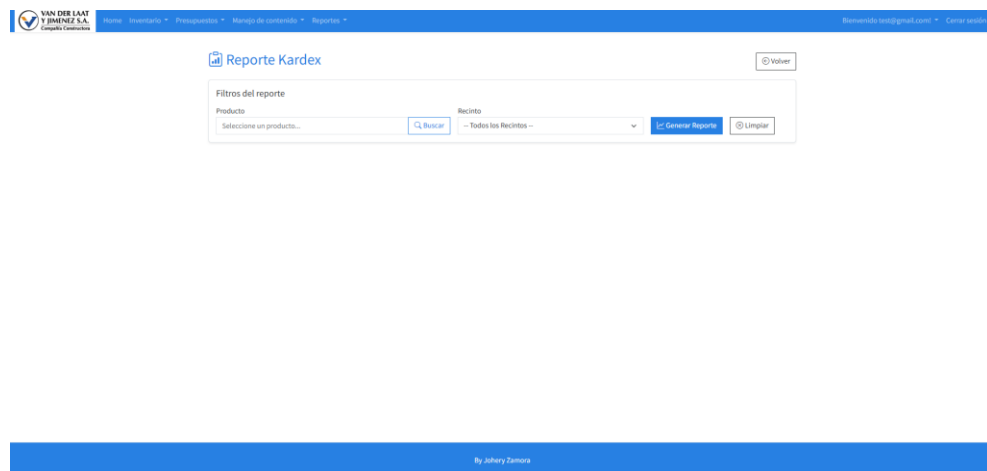 VAN DER LAAT
Y JIMENEZ S.A.
Compañía Constructora
Home Inventario Presupuestos Manejo de contenido Reportes
Bienvenido test@gmail.com! Cerrar sesión
Reporte Kardex
Volver
Filtros del reporte
Producto
Recinto
Seleccione un producto...
Buscar
-- Todos los Recintos --
Generar Reporte
Limpiar
By Johery Zamora